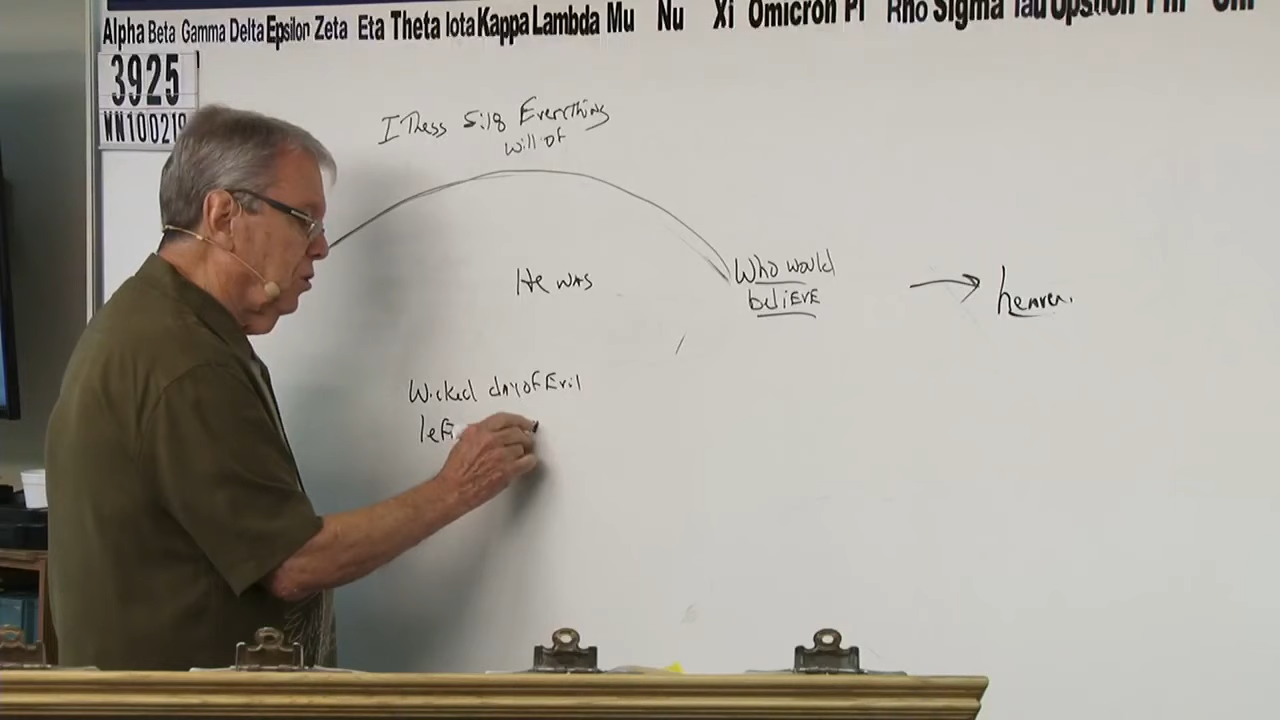 Alpha Beta Gamma Delta Epsilon Zeta Eta Theta Iota Kappa Lambda Mu Nu Xi Omicron Pi Rho Sigma Tau Upsilon Phi Chi
3925
WN100219
I Thess 5:18 Everything
will of
He was
Who would
believe
heaven.
Wicked day of Evil
left